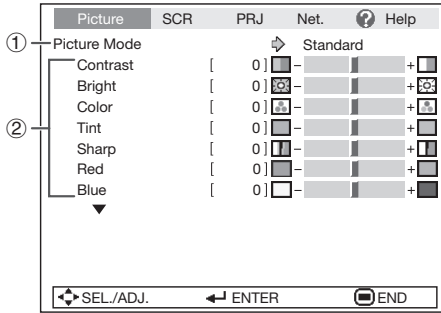 Picture SCR PRJ Net. Help
① Picture Mode Standard
② Contrast [ 0 ] – +
Bright [ 0 ] – +
Color [ 0 ] – +
Tint [ 0 ] – +
Sharp [ 0 ] – +
Red [ 0 ] – +
Blue [ 0 ] – +
SEL./ADJ. ENTER END